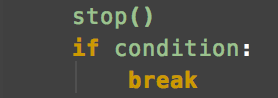 stop()
if condition:
    break